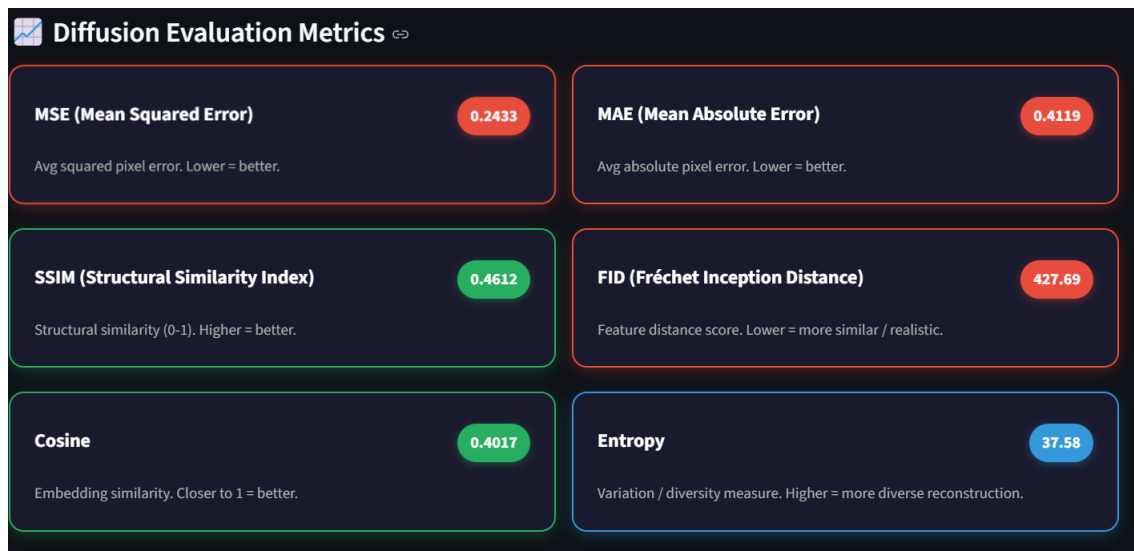 Diffusion Evaluation Metrics
MSE (Mean Squared Error)
0.2433
Avg squared pixel error. Lower = better.
MAE (Mean Absolute Error)
0.4119
Avg absolute pixel error. Lower = better.
SSIM (Structural Similarity Index)
0.4612
Structural similarity (0-1). Higher = better.
FID (Fréchet Inception Distance)
427.69
Feature distance score. Lower = more similar / realistic.
Cosine
0.4017
Embedding similarity. Closer to 1 = better.
Entropy
37.58
Variation / diversity measure. Higher = more diverse reconstruction.